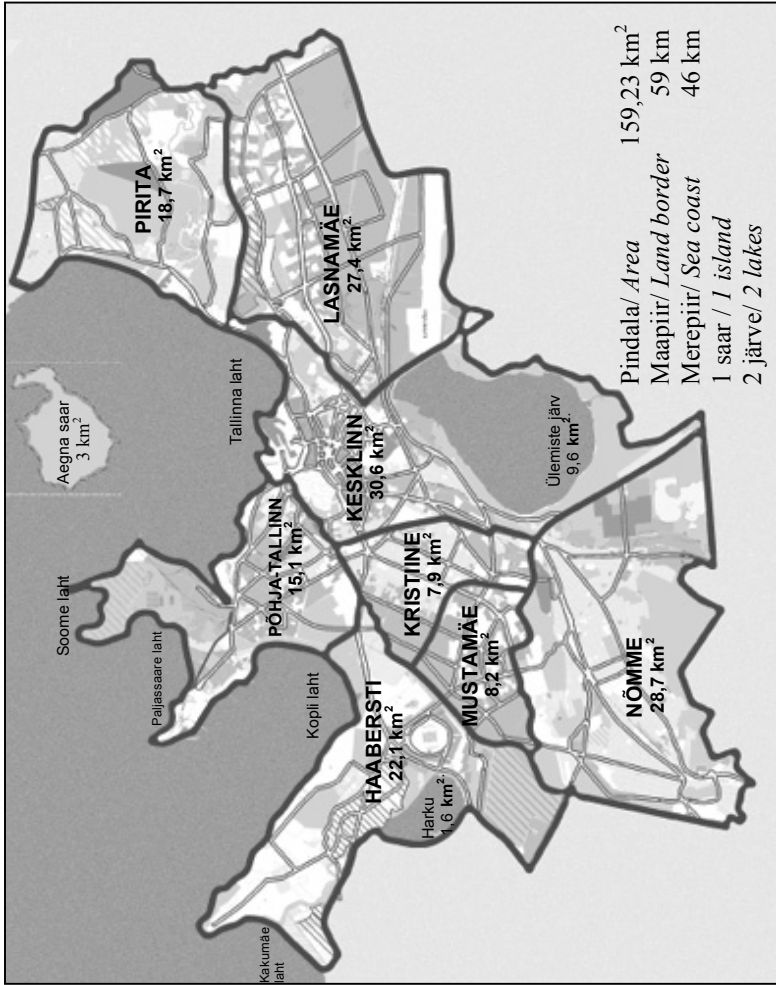 Aegna saar
3 km²
Soome laht
Tallinna laht
Paljassaare laht
Kopli laht
Kakumäe
laht
PIRITA
18,7 km²
LASNAMÄE
27,4 km²
PÕHJA-TALLINN
15,1 km²
KESKLINN
30,6 km²
HAABERSTI
22,1 km²
KRISTIINE
7,9 km²
MUSTAMÄE
8,2 km²
Harku
1,6 km²
Ülemiste järv
9,6 km²
NÕMME
28,7 km²
Pindala/ Area 159,23 km²
Maapiir/ Land border 59 km
Merepiir/ Sea coast 46 km
1 saar / 1 island
2 järve/ 2 lakes